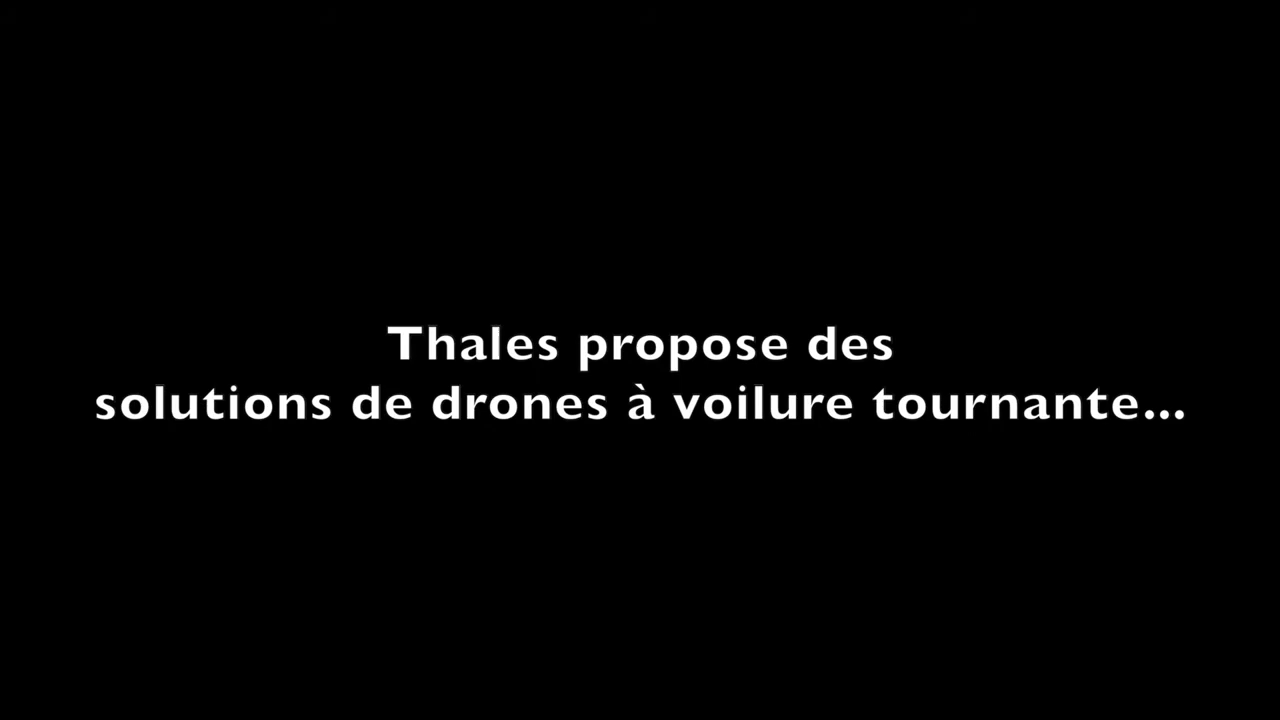 Thales propose des
solutions de drones à voilure tournante...